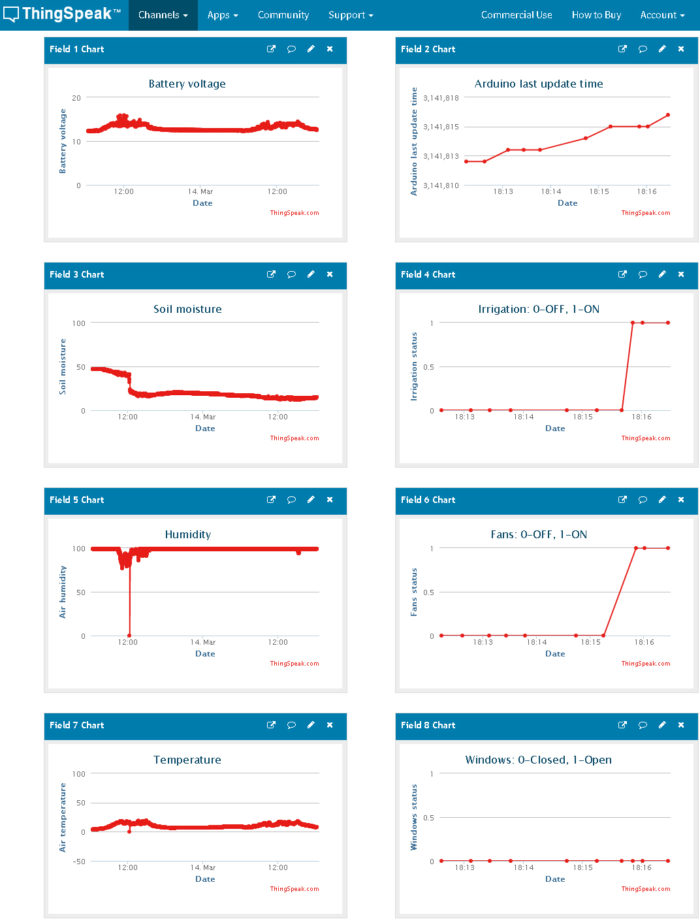 ThingSpeak™ Channels Apps Community Support Commercial Use How to Buy Account
Field 1 Chart
Battery voltage
Battery voltage
20
10
0
12:00 14. Mar 12:00
Date
ThingSpeak.com
Field 2 Chart
Arduino last update time
Arduino last update time
3,141,818
3,141,815
3,141,813
3,141,810
18:13 18:14 18:15 18:16
Date
ThingSpeak.com
Field 3 Chart
Soil moisture
Soil moisture
100
50
0
12:00 14. Mar 12:00
Date
ThingSpeak.com
Field 4 Chart
Irrigation: 0-OFF, 1-ON
Irrigation status
1
0.5
0
18:13 18:14 18:15 18:16
Date
ThingSpeak.com
Field 5 Chart
Humidity
Air humidity
100
50
0
12:00 14. Mar 12:00
Date
ThingSpeak.com
Field 6 Chart
Fans: 0-OFF, 1-ON
Fans status
1
0.5
0
18:13 18:14 18:15 18:16
Date
ThingSpeak.com
Field 7 Chart
Temperature
Air temperature
100
50
0
-50
12:00 14. Mar 12:00
Date
ThingSpeak.com
Field 8 Chart
Windows: 0-Closed, 1-Open
Windows status
1
0.5
0
18:13 18:14 18:15 18:16
Date
ThingSpeak.com